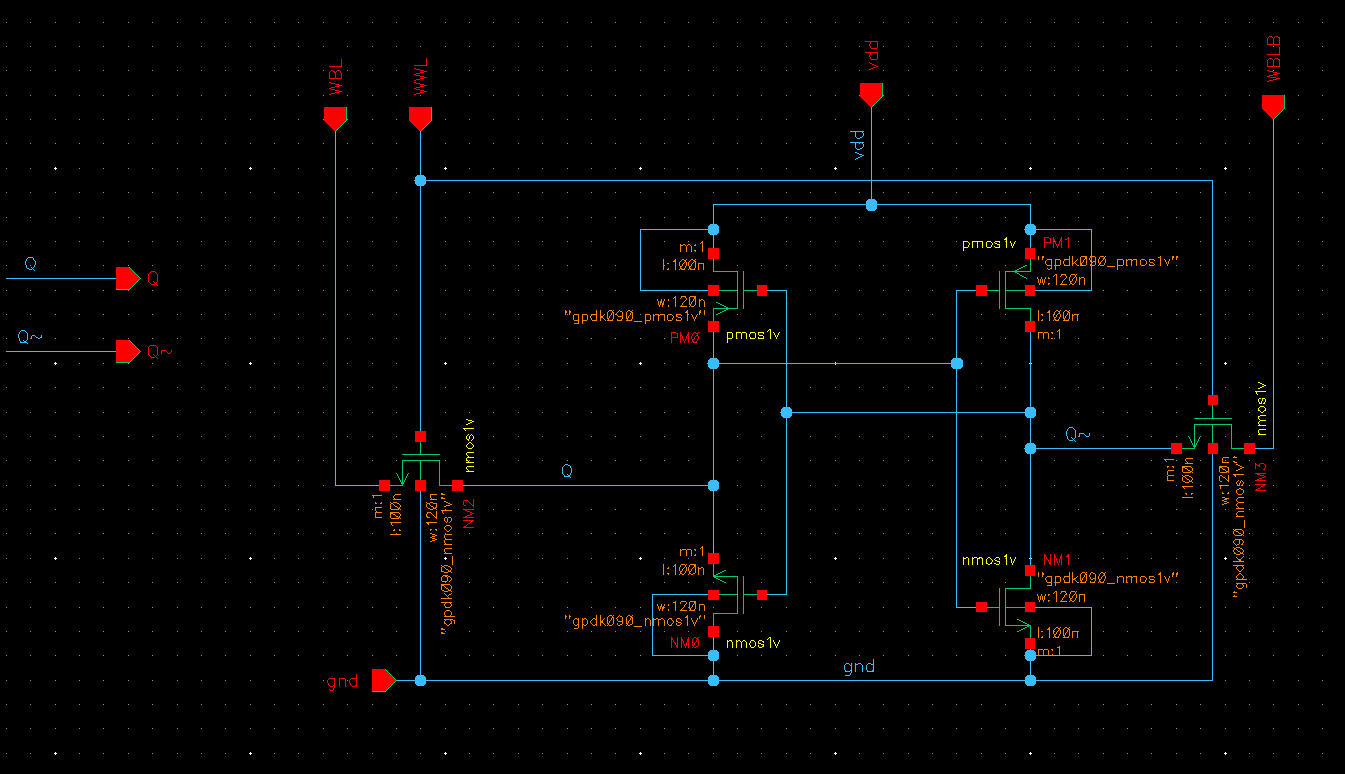 WBL
WWL
vdd
WBLB
vdd
Q
Q
Q~
Q~
m:1
l:100n
w:120n
"gpdk090_pmos1v"
PM0
pmos1v
pmos1v
PM1
"gpdk090_pmos1v"
w:120n
l:100n
m:1
nmos1v
m:1
l:100n
w:120n
"gpdk090_nmos1v"
NM2
Q
Q~
nmos1v
m:1
l:100n
w:120n
"gpdk090_nmos1v"
NM3
m:1
l:100n
w:120n
"gpdk090_nmos1v"
NM0
nmos1v
nmos1v
NM1
"gpdk090_nmos1v"
w:120n
l:100n
m:1
gnd
gnd